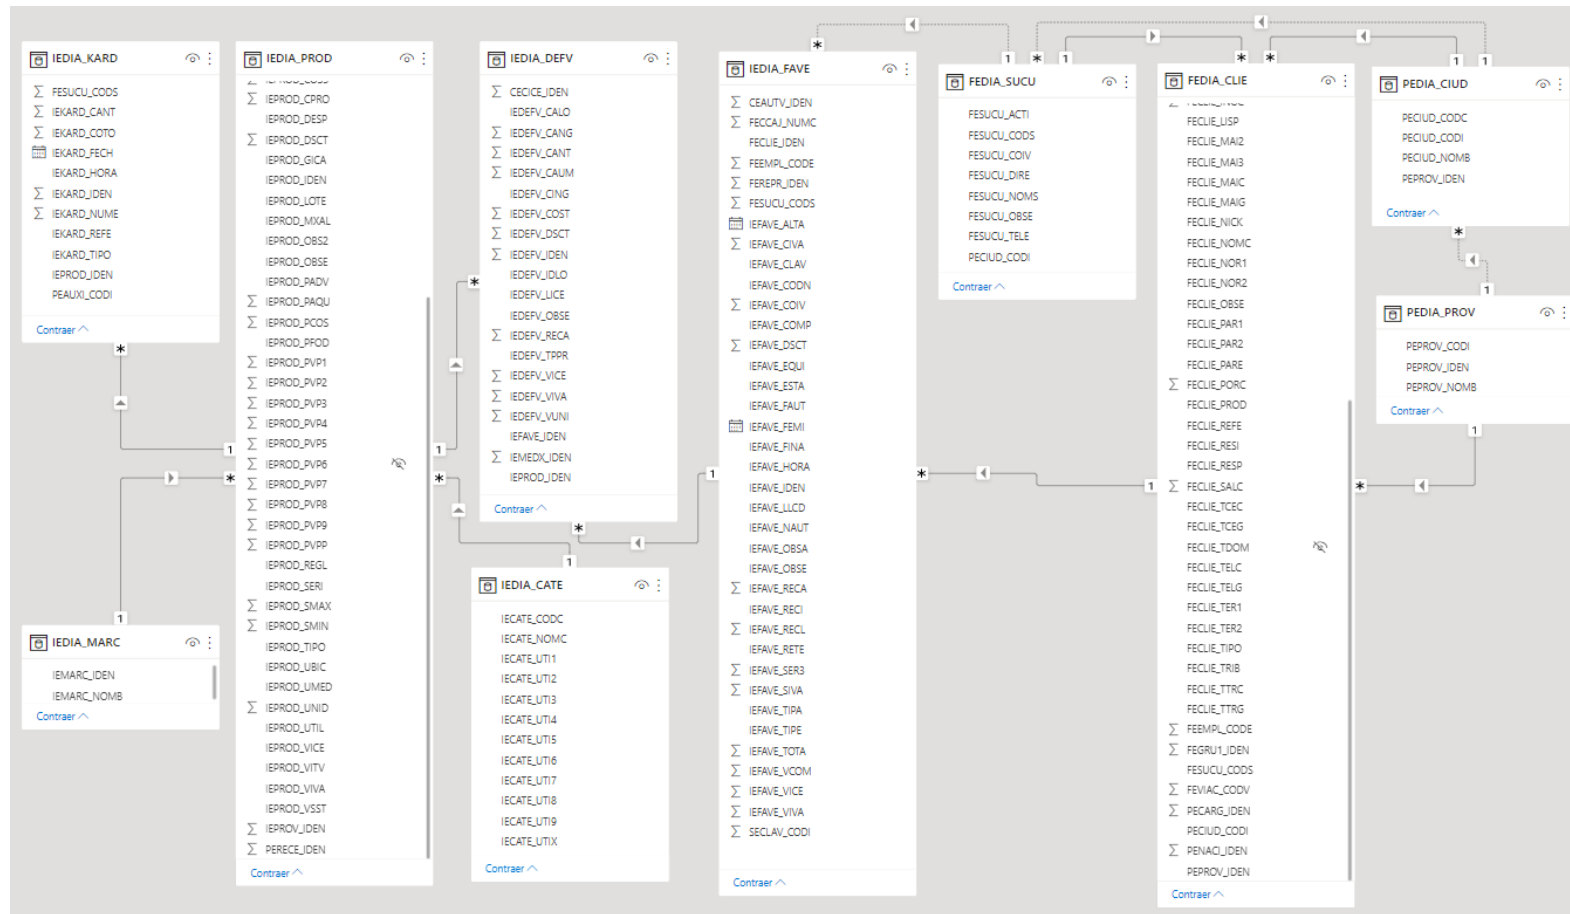 IEDIA_KARD
FESUCU_CODS
IEKARD_CANT
IEKARD_COTO
IEKARD_FECH
IEKARD_HORA
IEKARD_IDEN
IEKARD_NUME
IEKARD_REFE
IEKARD_TIPO
IEPROD_IDEN
PEAUXI_CODI
Contraer
IEDIA_MARC
IEMARC_IDEN
IEMARC_NOMB
Contraer
IEDIA_PROD
IEPROD_CPRO
IEPROD_DESP
IEPROD_DSCT
IEPROD_GICA
IEPROD_IDEN
IEPROD_LOTE
IEPROD_MXAL
IEPROD_OBS2
IEPROD_OBSE
IEPROD_PADV
IEPROD_PAQU
IEPROD_PCOS
IEPROD_PFOD
IEPROD_PVP1
IEPROD_PVP2
IEPROD_PVP3
IEPROD_PVP4
IEPROD_PVP5
IEPROD_PVP6
IEPROD_PVP7
IEPROD_PVP8
IEPROD_PVP9
IEPROD_PVPP
IEPROD_REGL
IEPROD_SERI
IEPROD_SMAX
IEPROD_SMIN
IEPROD_TIPO
IEPROD_UBIC
IEPROD_UMED
IEPROD_UNID
IEPROD_UTIL
IEPROD_VICE
IEPROD_VITV
IEPROD_VIVA
IEPROD_VSST
IEPROV_IDEN
PERECE_IDEN
Contraer
IEDIA_DEFV
CECICE_IDEN
IEDEFV_CALO
IEDEFV_CANG
IEDEFV_CANT
IEDEFV_CAUM
IEDEFV_CING
IEDEFV_COST
IEDEFV_DSCT
IEDEFV_IDEN
IEDEFV_IDLO
IEDEFV_LICE
IEDEFV_OBSE
IEDEFV_RECA
IEDEFV_TPPR
IEDEFV_VICE
IEDEFV_VIVA
IEDEFV_VUNI
IEFAVE_IDEN
IEMEDX_IDEN
IEPROD_IDEN
Contraer
IEDIA_CATE
IECATE_CODC
IECATE_NOMC
IECATE_UTI1
IECATE_UTI2
IECATE_UTI3
IECATE_UTI4
IECATE_UTI5
IECATE_UTI6
IECATE_UTI7
IECATE_UTI8
IECATE_UTI9
IECATE_UTIX
Contraer
IEDIA_FAVE
CEAUTV_IDEN
FECCAJ_NUMC
FECLIE_IDEN
FEEMPL_CODE
FEREPR_IDEN
FESUCU_CODS
IEFAVE_ALTA
IEFAVE_CIVA
IEFAVE_CLAV
IEFAVE_CODN
IEFAVE_COIV
IEFAVE_COMP
IEFAVE_DSCT
IEFAVE_EQUI
IEFAVE_ESTA
IEFAVE_FAUT
IEFAVE_FEMI
IEFAVE_FINA
IEFAVE_HORA
IEFAVE_IDEN
IEFAVE_LLCD
IEFAVE_NAUT
IEFAVE_OBSA
IEFAVE_OBSE
IEFAVE_RECA
IEFAVE_RECI
IEFAVE_RECL
IEFAVE_RETE
IEFAVE_SER3
IEFAVE_SIVA
IEFAVE_TIPA
IEFAVE_TIPE
IEFAVE_TOTA
IEFAVE_VCOM
IEFAVE_VICE
IEFAVE_VIVA
SECLAV_CODI
Contraer
FEDIA_SUCU
FESUCU_ACTI
FESUCU_CODS
FESUCU_COIV
FESUCU_DIRE
FESUCU_NOMS
FESUCU_OBSE
FESUCU_TELE
PECIUD_CODI
Contraer
FEDIA_CLIE
FECLIE_LISP
FECLIE_MAI2
FECLIE_MAI3
FECLIE_MAIC
FECLIE_MAIG
FECLIE_NICK
FECLIE_NOMC
FECLIE_NOR1
FECLIE_NOR2
FECLIE_OBSE
FECLIE_PAR1
FECLIE_PAR2
FECLIE_PARE
FECLIE_PORC
FECLIE_PROD
FECLIE_REFE
FECLIE_RESI
FECLIE_RESP
FECLIE_SALC
FECLIE_TCEC
FECLIE_TCEG
FECLIE_TDOM
FECLIE_TELC
FECLIE_TELG
FECLIE_TER1
FECLIE_TER2
FECLIE_TIPO
FECLIE_TRIB
FECLIE_TTRC
FECLIE_TTRG
FEEMPL_CODE
FEGRU1_IDEN
FESUCU_CODS
FEVIAC_CODV
PECARG_IDEN
PECIUD_CODI
PENACI_IDEN
PEPROV_IDEN
Contraer
PEDIA_CIUD
PECIUD_CODC
PECIUD_CODI
PECIUD_NOMB
PEPROV_IDEN
Contraer
PEDIA_PROV
PEPROV_CODI
PEPROV_IDEN
PEPROV_NOMB
Contraer